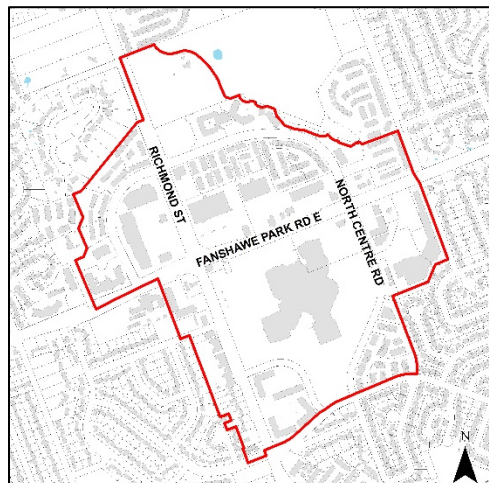 RICHMOND ST
NORTH CENTRE RD
FANSHAWE PARK RD E
N